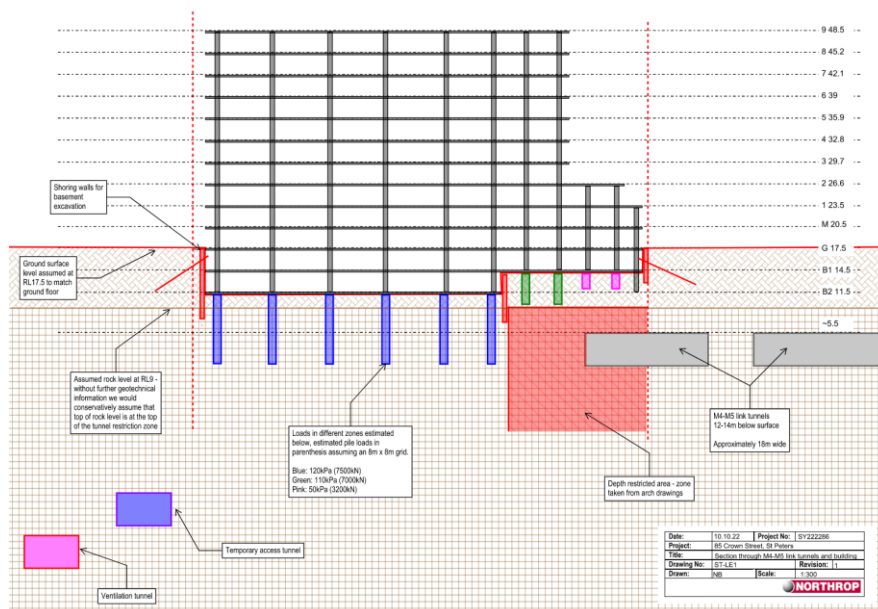 9 48.5
8 45.2
7 42.1
6 39
5 35.9
4 32.8
3 29.7
2 26.6
1 23.5
M 20.5
G 17.5
B1 14.5
B2 11.5
~5.5
Shoring walls for
basement
excavation
Ground surface
level assumed at
RL17.5 to match
ground floor
Assumed rock level at RL9 -
without further geotechnical
information we would
conservatively assume that
top of rock level is at the top
of the tunnel restriction zone
Loads in different zones estimated
below, estimated pile loads in
parenthesis assuming an 8m x 8m grid.
Blue: 120kPa (7500kN)
Green: 110kPa (7000kN)
Pink: 50kPa (3200kN)
M4-M5 link tunnels
12-14m below surface
Approximately 18m wide
Depth restricted area - zone
taken from arch drawings
Temporary access tunnel
Ventilation tunnel
Date: 10.10.22 Project No: SY222286
Project: 85 Crown Street, St Peters
Title: Section through M4-M5 link tunnels and building
Drawing No: ST-LE1 Revision: 1
Drawn: NB Scale: 1:300
NORTHROP